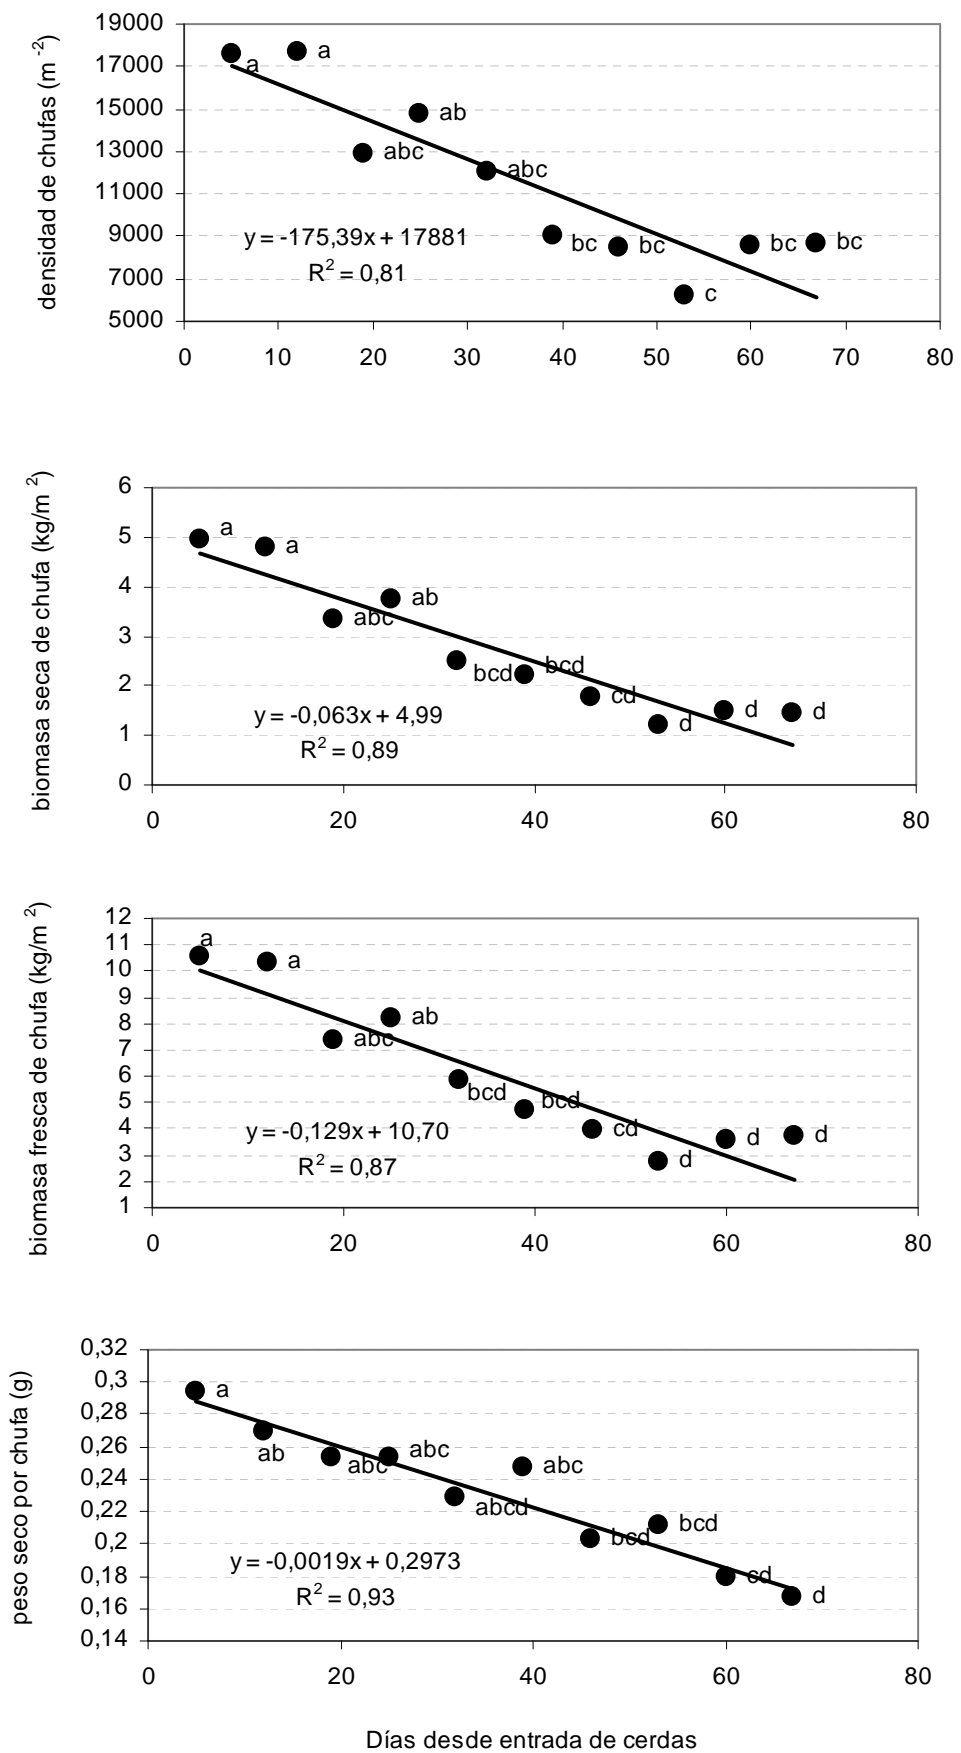 19000
17000
15000
13000
11000
9000
7000
5000
densidad de chufas (m -2)
a
a
ab
abc
abc
bc
bc
c
bc
bc
y = -175,39x + 17881
R2 = 0,81
0 10 20 30 40 50 60 70 80
6
5
4
3
2
1
0
biomasa seca de chufa (kg/m 2)
a
a
abc
ab
bcd
bcd
cd
d
d
d
y = -0,063x + 4,99
R2 = 0,89
0 20 40 60 80
12
11
10
9
8
7
6
5
4
3
2
1
biomasa fresca de chufa (kg/m 2)
a
a
abc
ab
bcd
bcd
cd
d
d
d
y = -0,129x + 10,70
R2 = 0,87
0 20 40 60 80
0,32
0,3
0,28
0,26
0,24
0,22
0,2
0,18
0,16
0,14
peso seco por chufa (g)
a
ab
abc
abc
abcd
abc
bcd
bcd
cd
d
y = -0,0019x + 0,2973
R2 = 0,93
0 20 40 60 80
Días desde entrada de cerdas